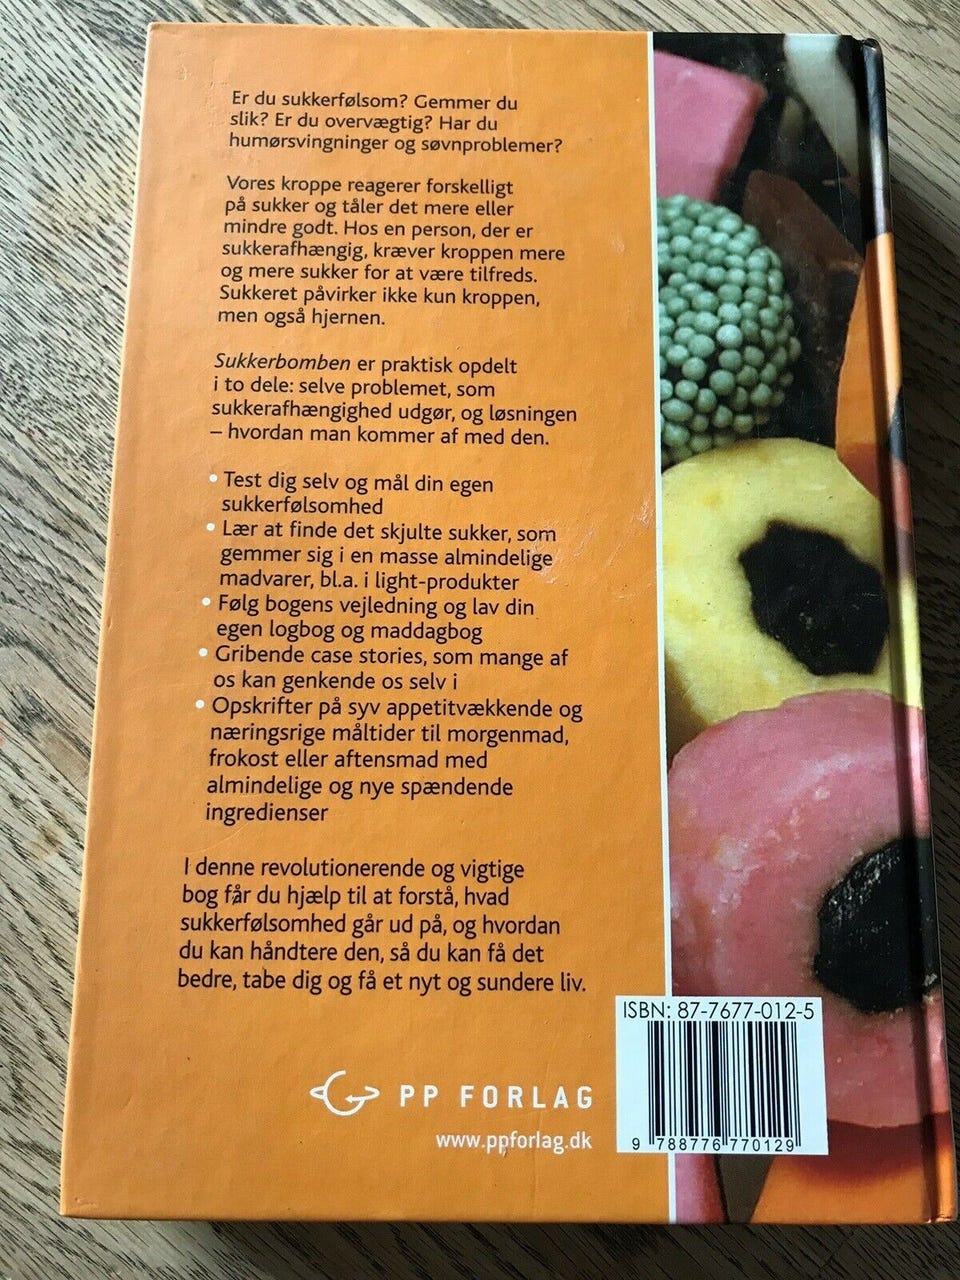 Er du sukkerfølsom? Gemmer du
slik? Er du overvægtig? Har du
humørsvingninger og søvnproblemer?
Vores kroppe reagerer forskelligt
på sukker og tåler det mere eller
mindre godt. Hos en person, der er
sukkerafhængig, kræver kroppen mere
og mere sukker for at være tilfreds.
Sukkeret påvirker ikke kun kroppen,
men også hjernen.
Sukkerbomben er praktisk opdelt
i to dele: selve problemet, som
sukkerafhængighed udgør, og løsningen
– hvordan man kommer af med den.
• Test dig selv og mål din egen
sukkerfølsomhed
• Lær at finde det skjulte sukker, som
gemmer sig i en masse almindelige
madvarer, bl.a. i light-produkter
• Følg bogens vejledning og lav din
egen logbog og maddagbog
• Gribende case stories, som mange af
os kan genkende os selv i
• Opskrifter på syv appetitvækkende og
næringsrige måltider til morgenmad,
frokost eller aftensmad med
almindelige og nye spændende
ingredienser
I denne revolutionerende og vigtige
bog får du hjælp til at forstå, hvad
sukkerfølsomhed går ud på, og hvordan
du kan håndtere den, så du kan få det
bedre, tabe dig og få et nyt og sundere liv.
ISBN: 87-7677-012-5
9 788776 770129
PP FORLAG
www.ppforlag.dk